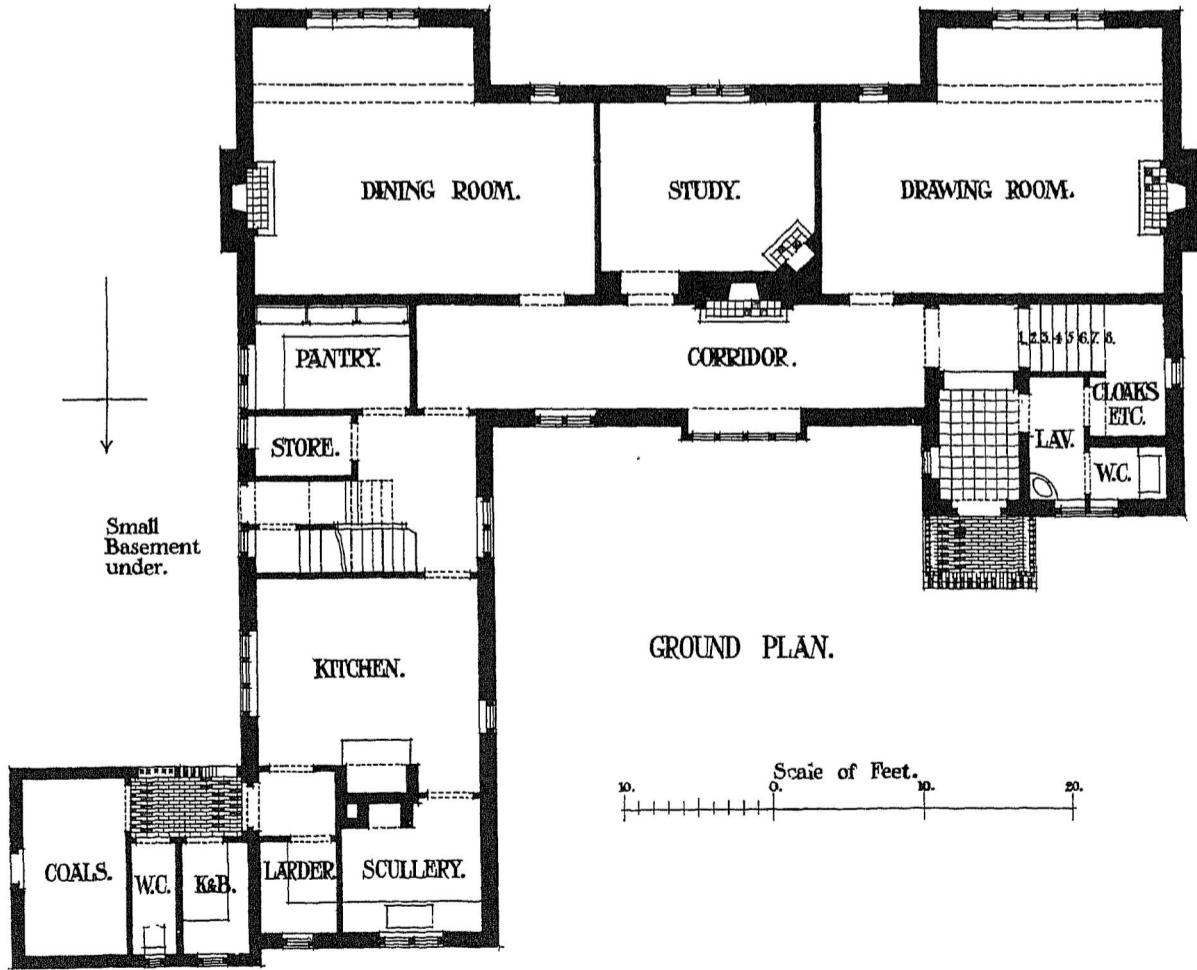 DINING ROOM.
STUDY.
DRAWING ROOM.
PANTRY.
CORRIDOR.
1. 2. 3. 4. 5. 6. 7. 8.
CLOAKS
ETC.
STORE.
LAV.
W.C.
Small
Basement
under.
KITCHEN.
GROUND PLAN.
Scale of Feet.
10. 0. 10. 20.
COALS.
W.C.
K&B.
LARDER.
SCULLERY.